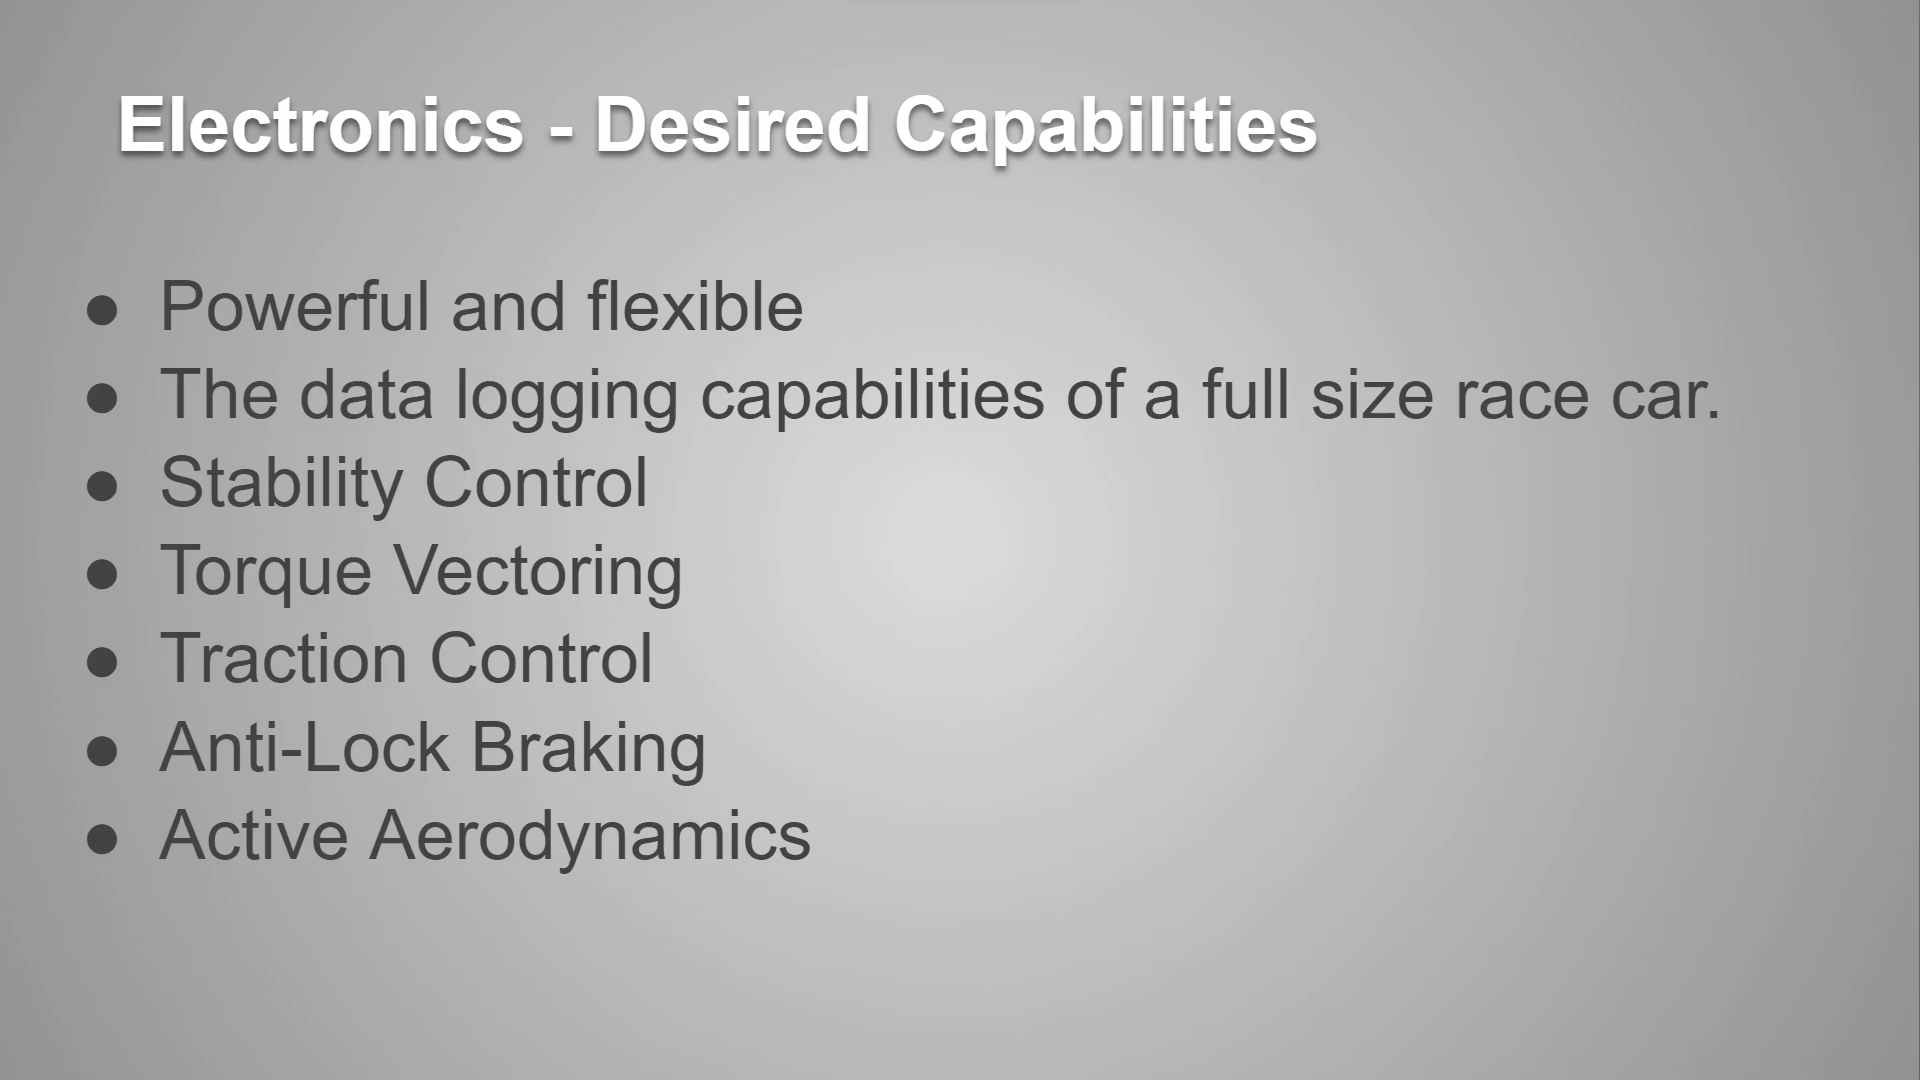 Electronics - Desired Capabilities
● Powerful and flexible
● The data logging capabilities of a full size race car.
● Stability Control
● Torque Vectoring
● Traction Control
● Anti-Lock Braking
● Active Aerodynamics